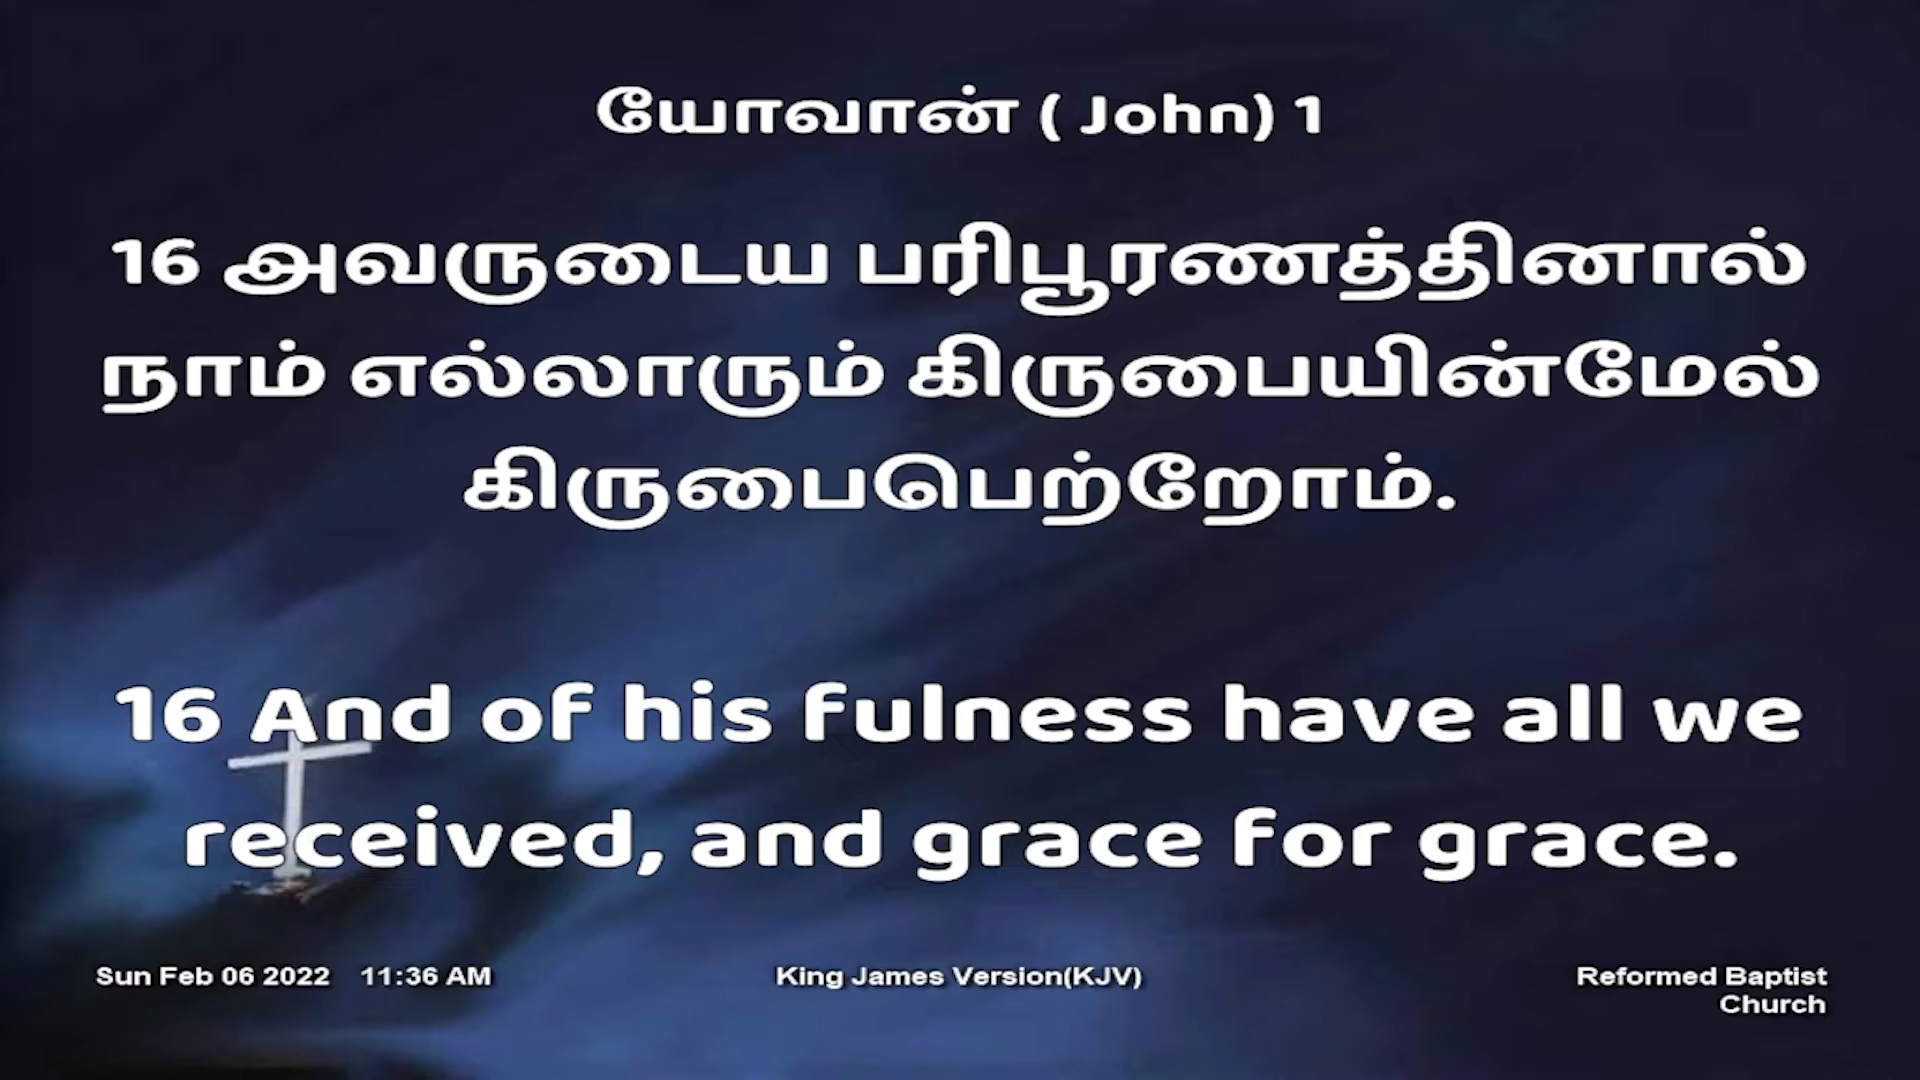 யோவான் ( John) 1
16 அவருடைய பரிபூரணத்தினால்
நாம் எல்லாரும் கிருபையின்மேல்
கிருபைபெற்றோம்.
16 And of his fulness have all we
received, and grace for grace.
Sun Feb 06 2022 11:36 AM
King James Version(KJV)
Reformed Baptist
Church